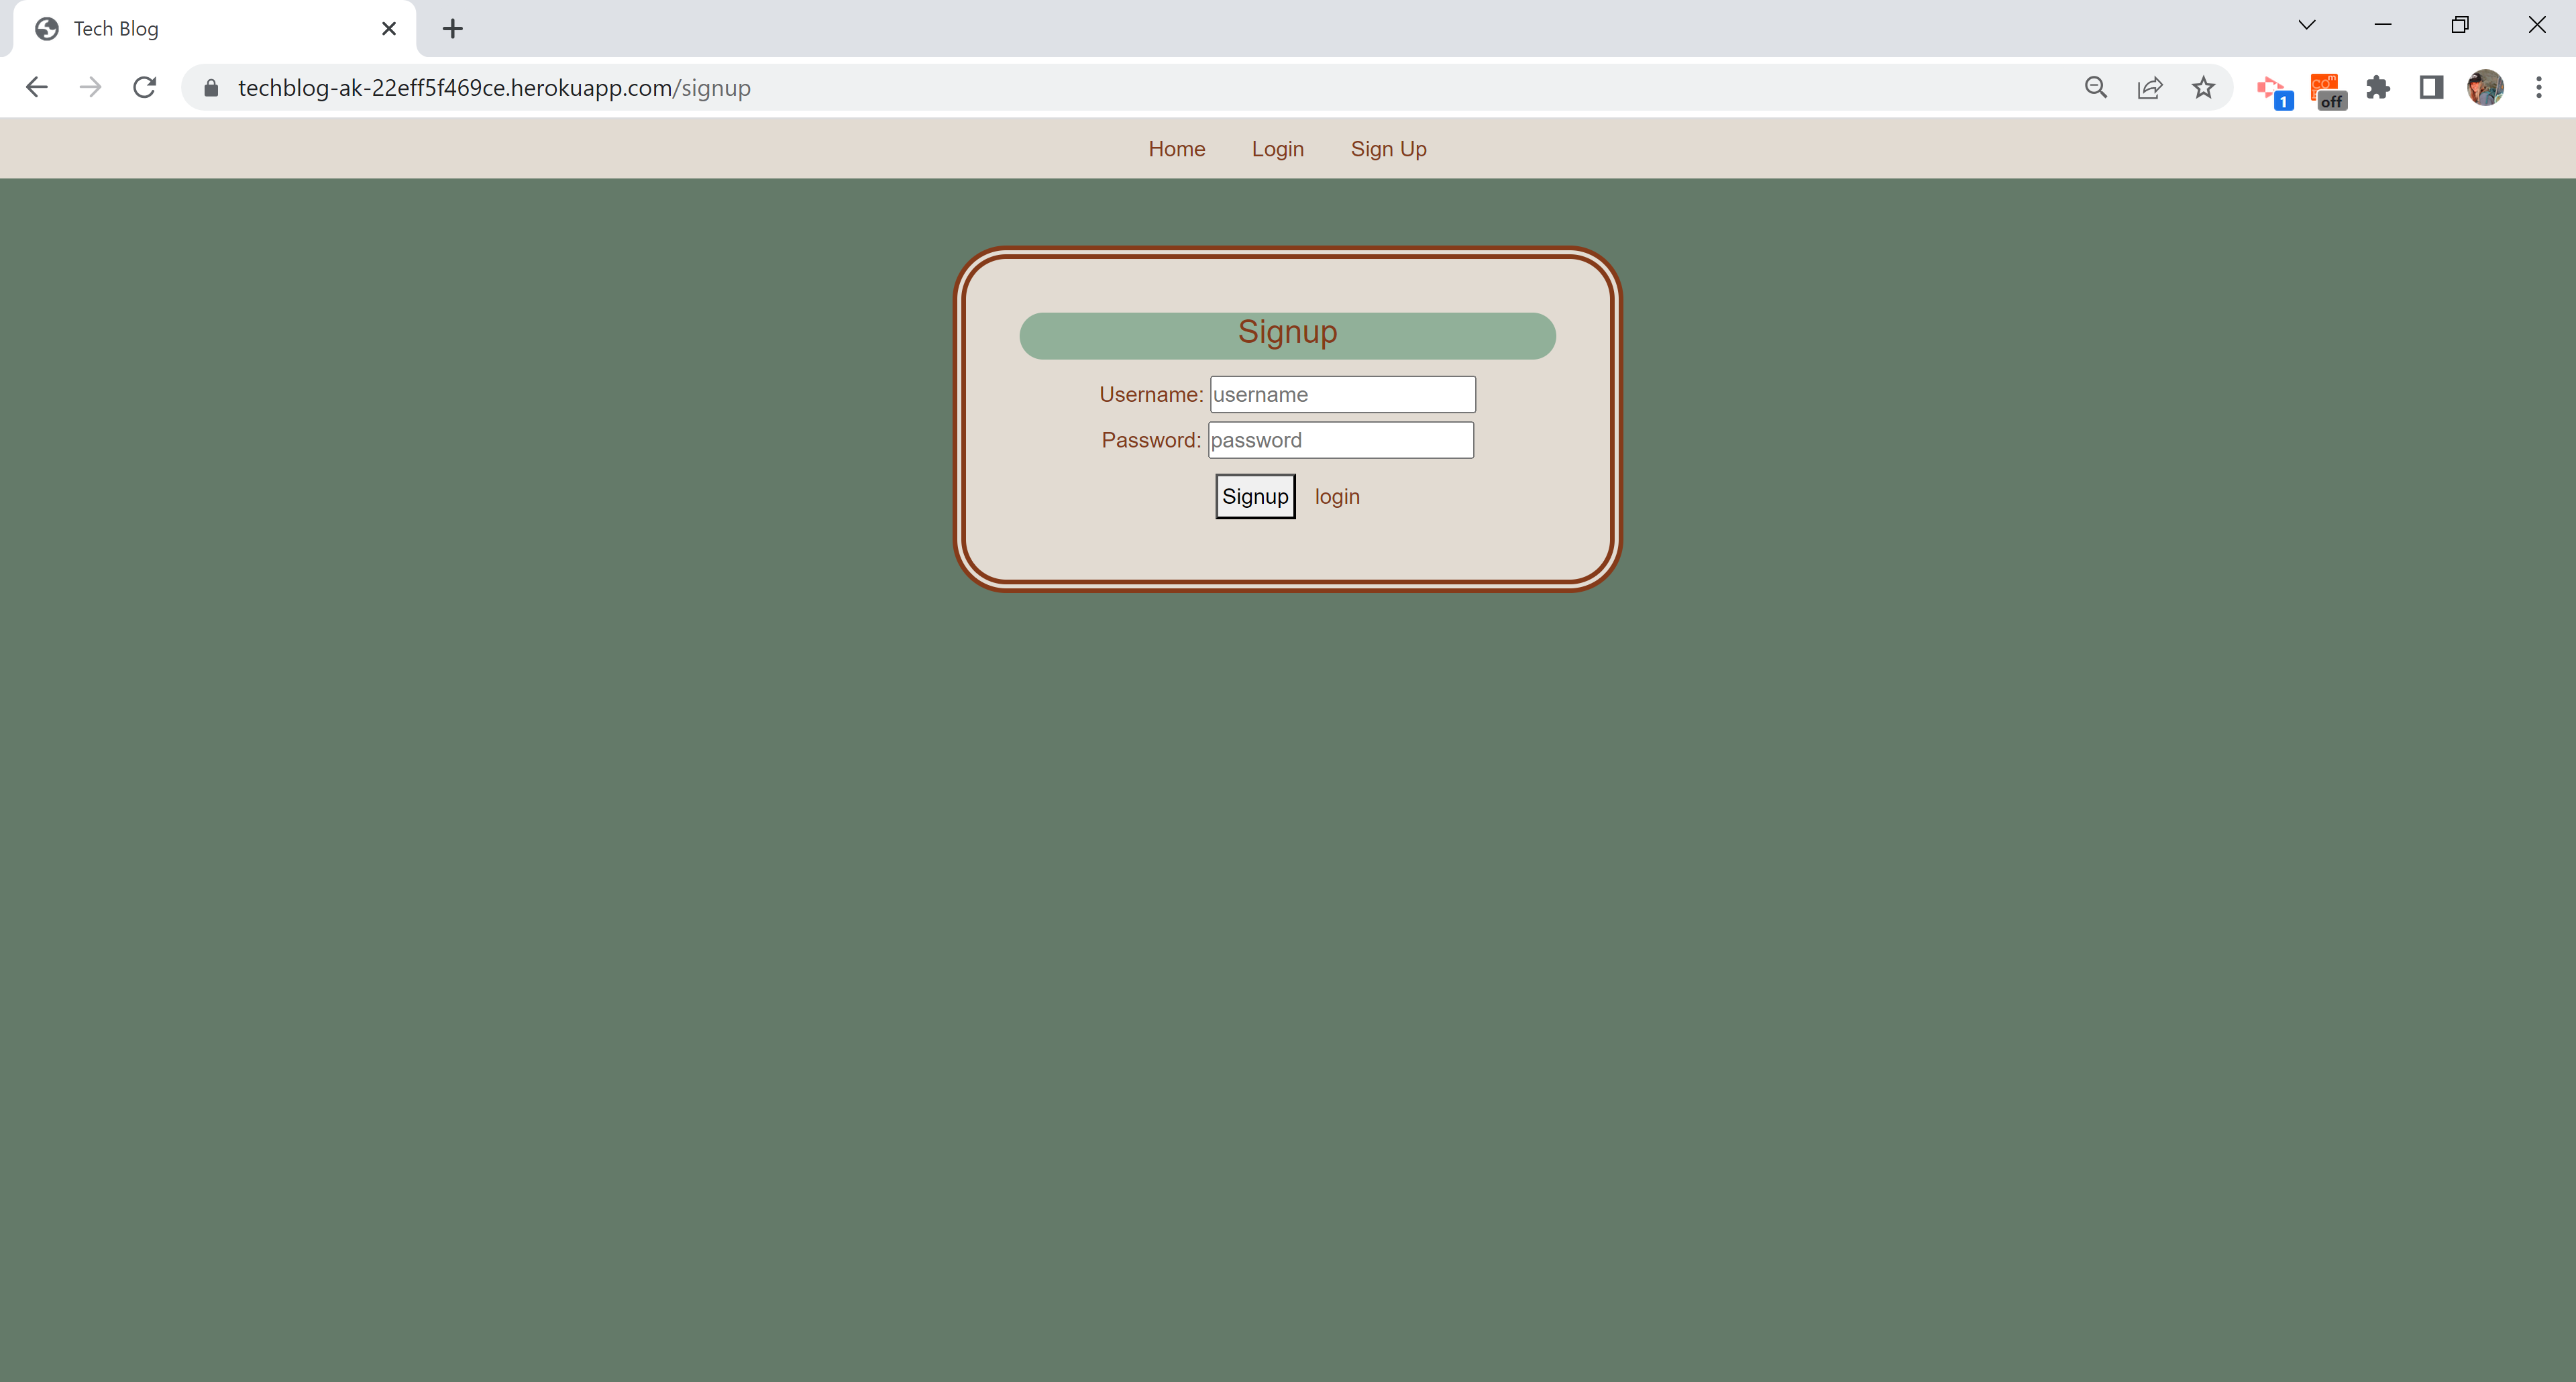 Tech Blog
techblog-ak-22eff5f469ce.herokuapp.com/signup
1
com
off
Home Login Sign Up
Signup
Username: username
Password: password
Signup login